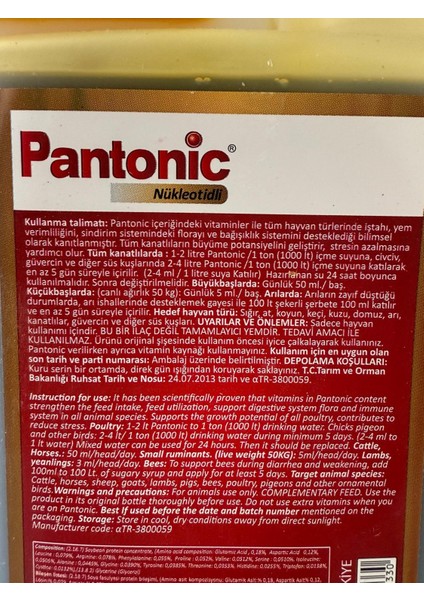 Pantonic®
Nükleotidli
Kullanma talimatı: Pantonic içeriğindeki vitaminler ile tüm hayvan türlerinde iştahı, yem
verimliliğini, sindirim sistemindeki florayı ve bağışıklık sistemini desteklediği bilimsel
olarak kanıtlanmıştır. Tüm kanatlıların büyüme potansiyelini geliştirir, stresin azalmasına
yardımcı olur. Tüm kanatlılarda : 1-2 litre Pantonic /1 ton (1000 lt) içme suyuna, civciv,
güvercin ve diğer süs kuşlarında 2-4 litre Pantonic /1 ton (1000 lt) içme suyuna katılarak
en az 5 gün süreyle içirilir. (2-4 ml / 1 litre suya Katılır) Hazırlanan su 24 saat boyunca
kullanılmalıdır. Sonra değiştirilmelidir. Büyükbaşlarda: Günlük 50 ml./ baş.
Küçükbaşlarda: (canlı ağırlık 50 kg): Günlük 5 ml./ baş. Arılarda: Arıların zayıf düştüğü
durumlarda, arı ishallerinde desteklemek gayesi ile 100 lt şekerli şerbete 100 ml katılır
ve en az 5 gün süreyle içirilir. Hedef hayvan türü: Sığır, at, koyun, keçi, kuzu, domuz, arı,
kanatlılar, güvercin ve diğer süs kuşları. UYARILAR VE ÖNLEMLER: Sadece hayvan
kullanımı içicindir. BU BİR İLAÇ DEĞİL TAMAMLAYICI YEMDİR. TEDAVİ AMACI İLE
KULLANILMAZ. Ürünü orijinal şişesinde kullanım öncesi iyice çalkalayarak kullanınız.
Pantonic verilirken ayrıca vitamin kaynağı kullanmayınız. Kullanım için en uygun olan
son tarih ve parti numarası: Ambalaj üzerinde belirtilmiştir. DEPOLAMA KOŞULLARI:
Kuru serin bir ortamda, direk gün ışığından koruyarak saklayınız. T.C.Tarım ve Orman
Bakanlığı Ruhsat Tarih ve Nosu: 24.07.2013 tarih ve αTR-3800059.
Instruction for use: It has been scientifically proven that vitamins in Pantonic content
strengthen the feed intake, feed utilization, support digestive system flora and immune
system in all animal species. Supports the growth potential of all poultry, contributes to
reduce stress. Poultry: 1-2 lt Pantonic to 1 ton (1000 lt) drinking water. Chicks pigeon
and other birds: 2-4 lt/ 1 ton (1000 lt) drinking water during minimum 5 days. (2-4 ml to
1 lt water) Mixed water can be used for 24 hours. Then It should be replaced. Cattle,
Horses.: 50 ml/head/day. Small ruminants. (live weight 50KG): 5ml/head/day. Lambs,
yeanlings: 3 ml/head/day. Bees: To support bees during diarrhea and weakening, add
100ml to 100 Lt. of sugary syrup and apply for at least 5 days. Target animal species:
Cattle, horses, sheep, goats, lambs, pigs, bees, poultry, pigeons and other ornamental
birds.Warnings and precautions: For animals use only. COMPLEMENTARY FEED. Use the
product in its original bottle thoroughly before use. Do not use extra vitamins when you
are on Pantonic. Best If used before the date and batch number mentioned on the
packaging. Storage: Store in cool, dry conditions away from direct sunlight.
Manufacturer code: αTR-3800059